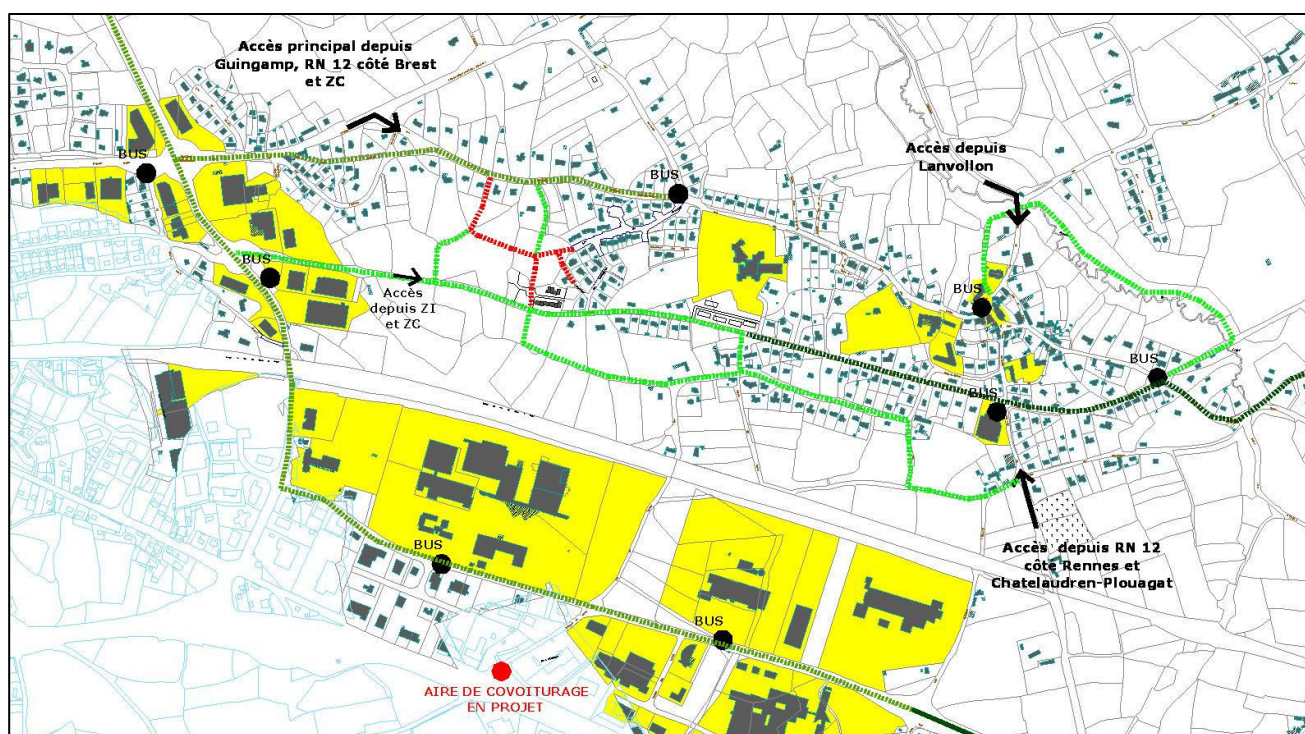 Accès principal depuis
Guingamp, RN 12 côté Brest
et ZC
BUS
BUS
Accès depuis
Lanvollon
BUS
Accès
depuis ZI
et ZC
BUS
BUS
BUS
Accès depuis RN 12
côté Rennes et
Chatelaudren-Plouagat
BUS
BUS
AIRE DE COVOITURAGE
EN PROJET